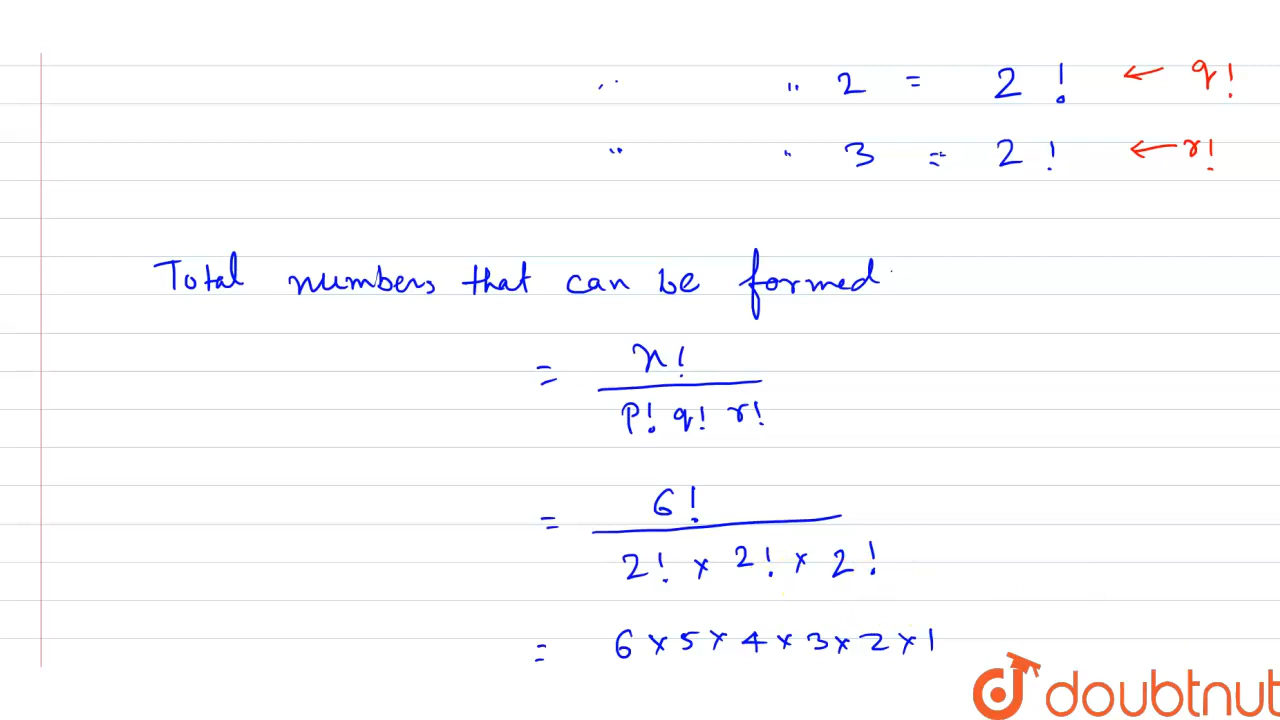 " " 2 = 2 ! ← q!
" " 3 = 2 ! ← r!
Total numbers that can be formed
= n!
p! q! r!
= 6!
2! × 2! × 2!
= 6 × 5 × 4 × 3 × 2 × 1
doubtnut